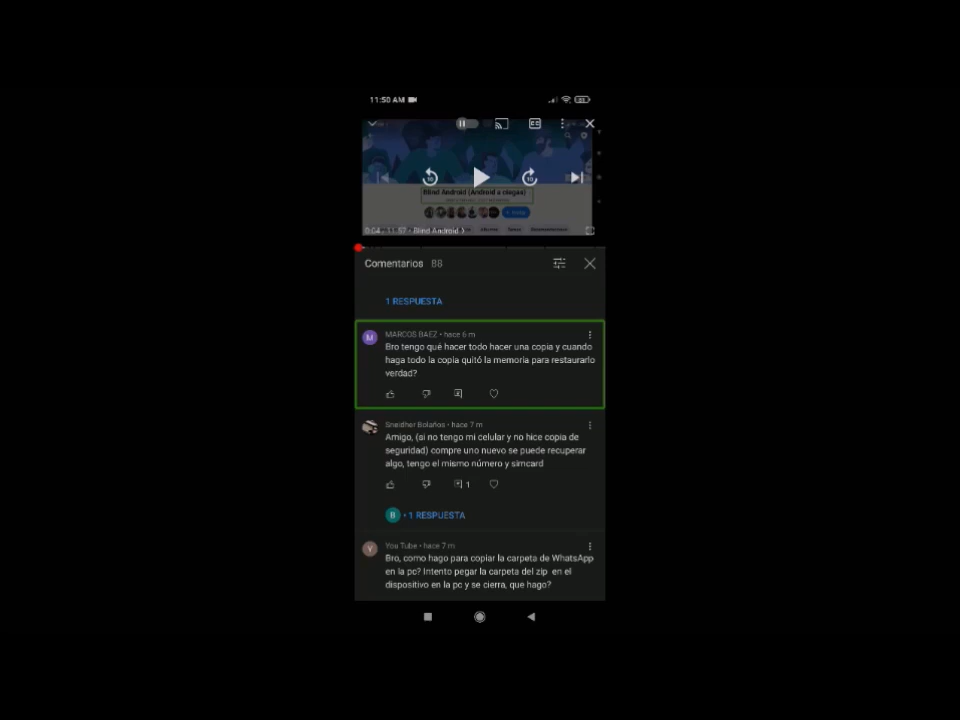 11:50 AM
Blind Android (Android a ciegas)
0:04 - 11:57 • Blind Android
Comentarios 88
1 RESPUESTA
M
MARCOS BAEZ • hace 6 m
Bro tengo qué hacer todo hacer una copia y cuando
haga todo la copia quitó la memoria para restaurarlo
verdad?
Sneidher Bolaños • hace 7 m
Amigo, (si no tengo mi celular y no hice copia de
seguridad) compre uno nuevo se puede recuperar
algo, tengo el mismo número y simcard
1
B • 1 RESPUESTA
Y
You Tube • hace 7 m
Bro, como hago para copiar la carpeta de WhatsApp
en la pc? Intento pegar la carpeta del zip en el
dispositivo en la pc y se cierra, que hago?